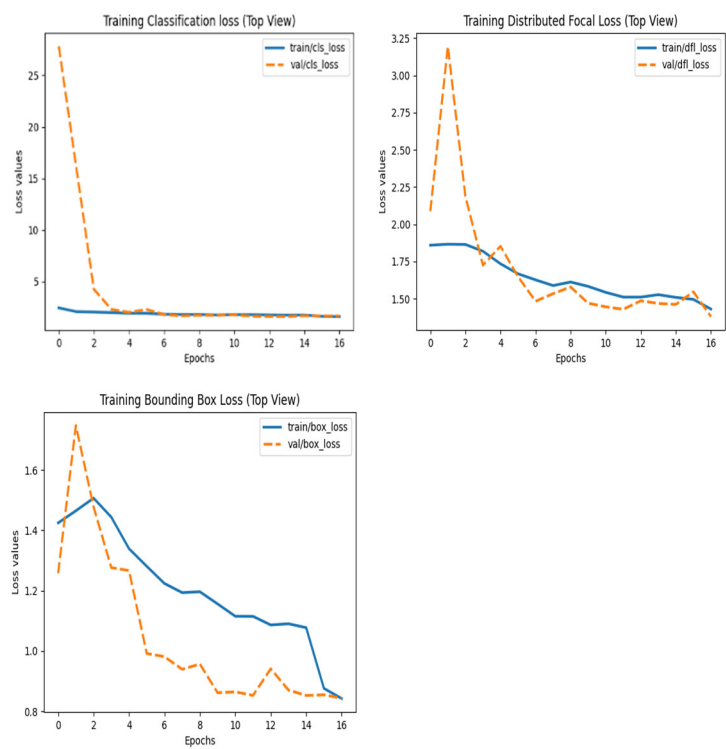 Training Classification loss (Top View)
train/cls_loss
val/cls_loss
25
20
15
10
5
Loss values
0 2 4 6 8 10 12 14 16
Epochs
Training Distributed Focal Loss (Top View)
train/dfl_loss
val/dfl_loss
3.25
3.00
2.75
2.50
2.25
2.00
1.75
1.50
Loss values
0 2 4 6 8 10 12 14 16
Epochs
Training Bounding Box Loss (Top View)
train/box_loss
val/box_loss
1.6
1.4
1.2
1.0
0.8
Loss values
0 2 4 6 8 10 12 14 16
Epochs